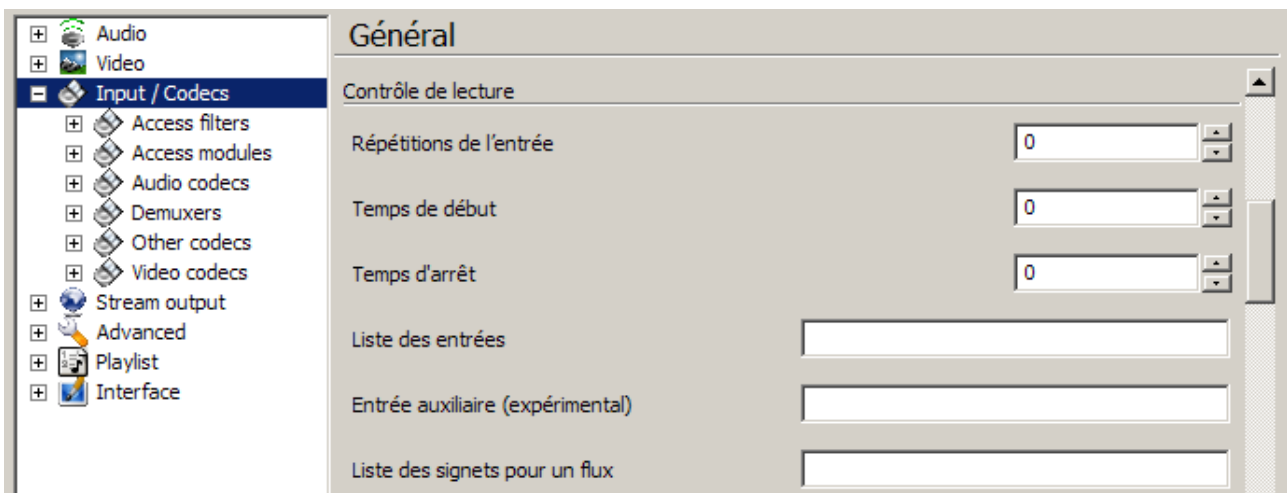 Audio
Video
Input / Codecs
Access filters
Access modules
Audio codecs
Demuxers
Other codecs
Video codecs
Stream output
Advanced
Playlist
Interface
Général
Contrôle de lecture
Répétitions de l'entrée
0
Temps de début
0
Temps d'arrêt
0
Liste des entrées
Entrée auxiliaire (expérimental)
Liste des signets pour un flux